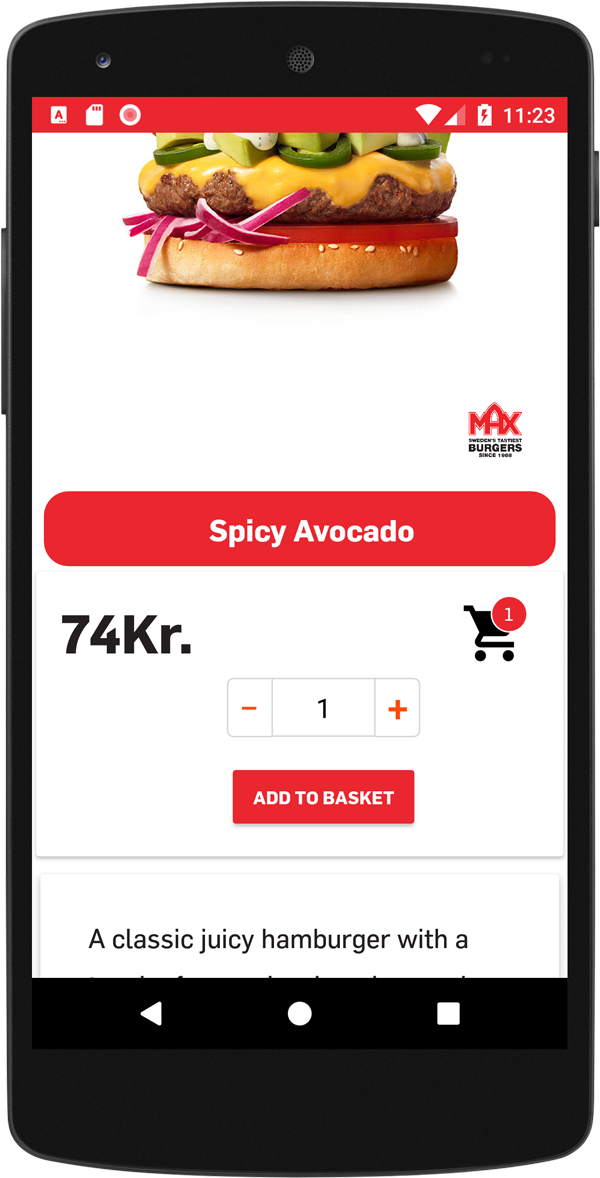 11:23
MAX
SWEDEN'S TASTIEST
BURGERS
SINCE 1968
Spicy Avocado
74Kr.
1
− 1 +
ADD TO BASKET
A classic juicy hamburger with a